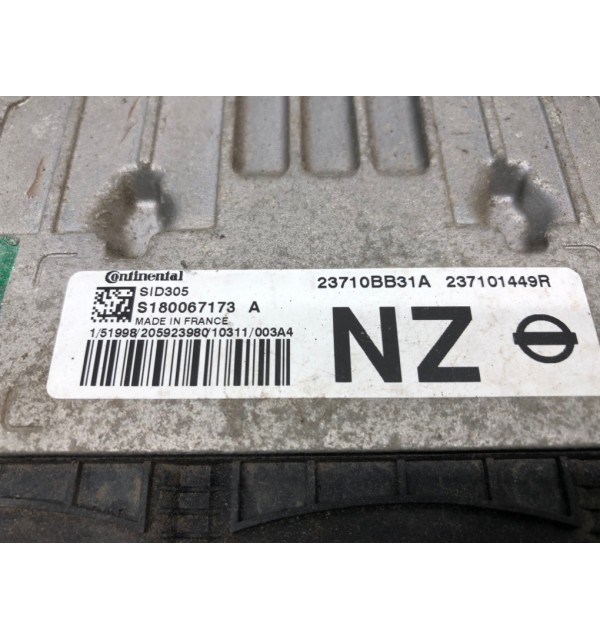 Continental
SID305
S180067173 A
MADE IN FRANCE
1/51998/205923980/10311/003A4
23710BB31A 237101449R
NZ